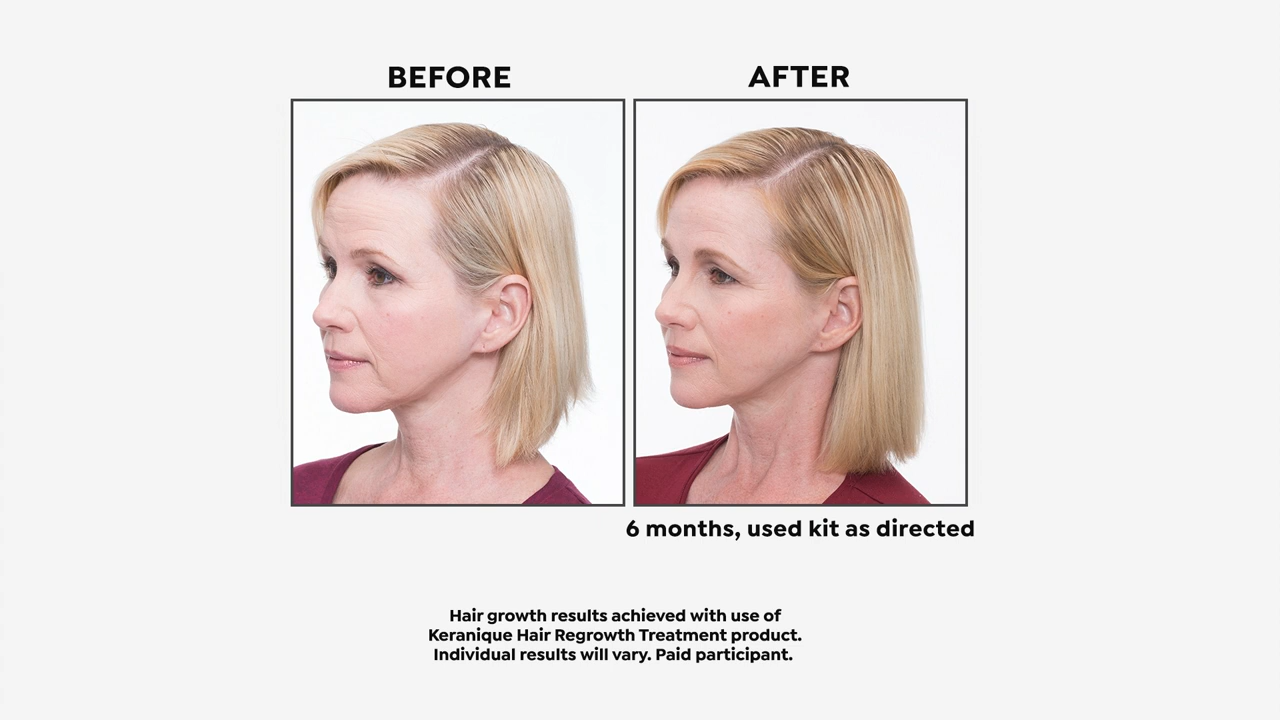 BEFORE
AFTER
6 months, used kit as directed
Hair growth results achieved with use of
Keranique Hair Regrowth Treatment product.
Individual results will vary. Paid participant.